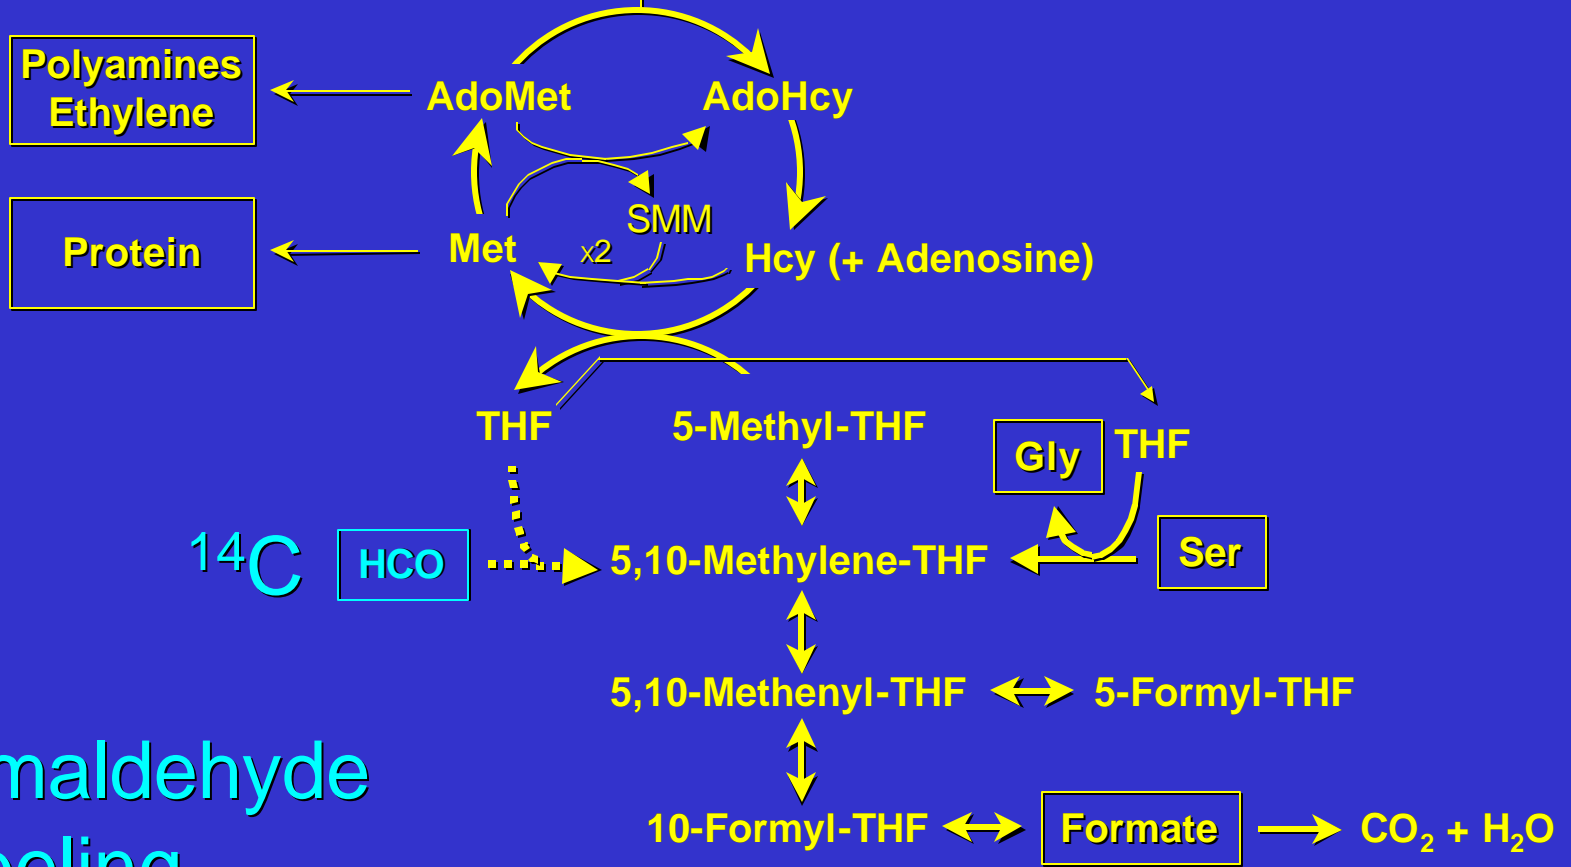 Polyamines
Ethylene
AdoMet
AdoHcy
SMM
Protein
Met
x2
Hcy (+ Adenosine)
THF
5-Methyl-THF
Gly
THF
14C
HCO
5,10-Methylene-THF
Ser
5,10-Methenyl-THF
5-Formyl-THF
maldehyde
10-Formyl-THF
Formate
CO2 + H2O